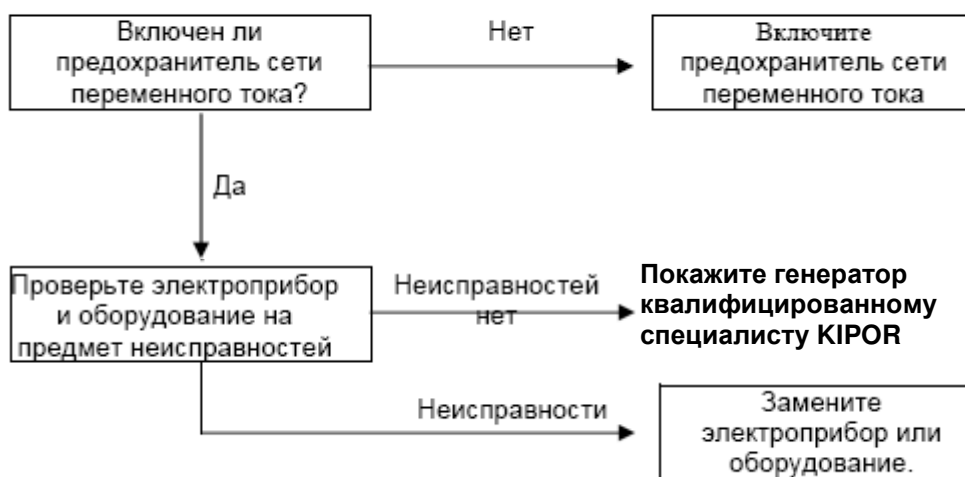 Включен ли
предохранитель сети
переменного тока?
Нет
Включите
предохранитель сети
переменного тока
Да
Проверьте электроприбор
и оборудование на
предмет неисправностей
Неисправностей
нет
Покажите генератор
квалифицированному
специалисту KIPOR
Неисправности
Замените
электроприбор или
оборудование.